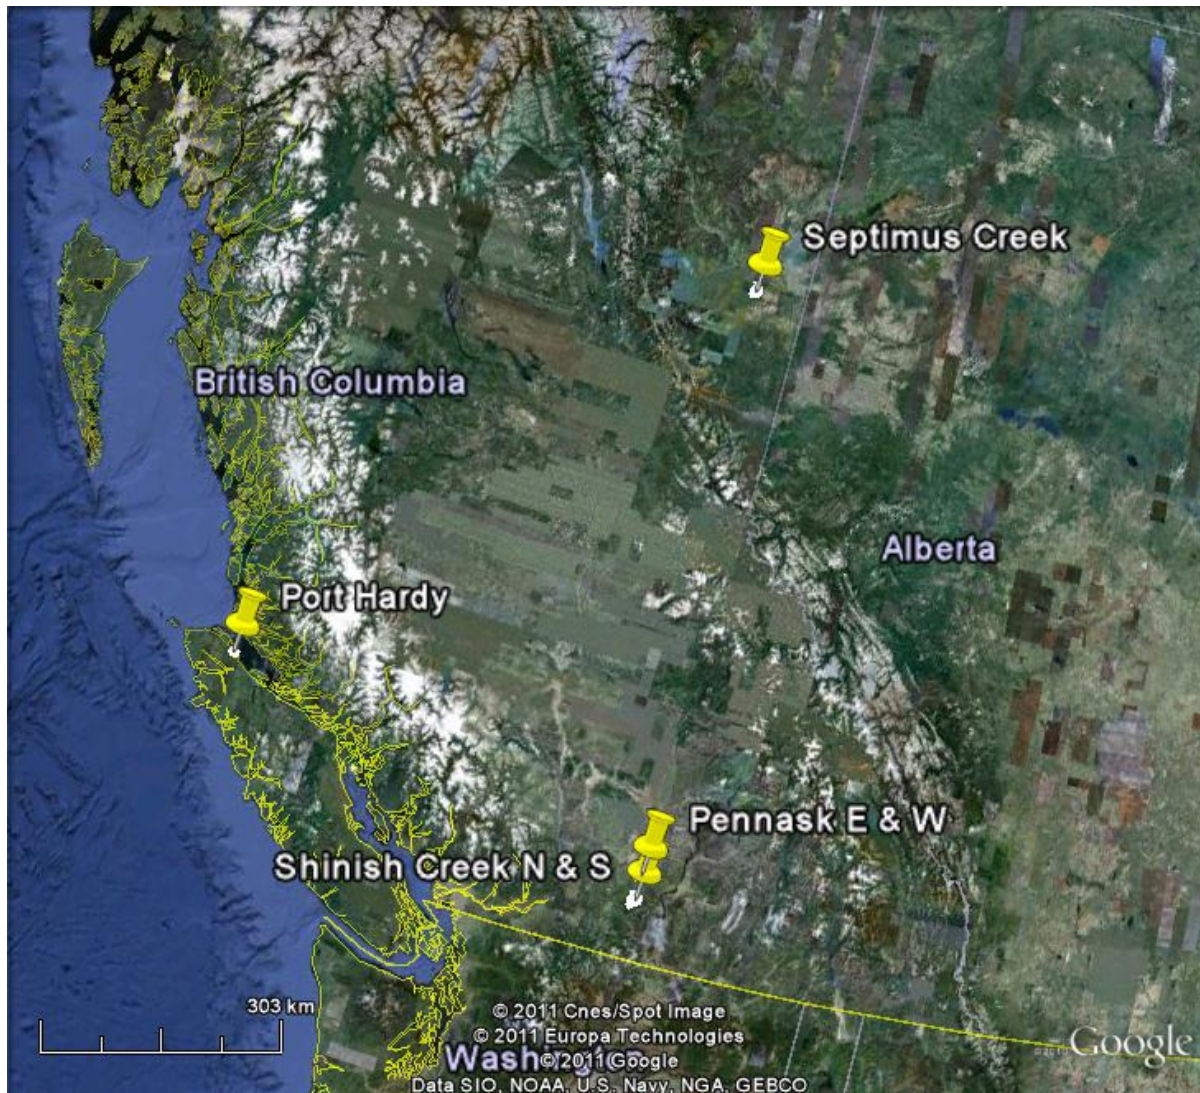 Septimus Creek
British Columbia
Alberta
Port Hardy
Pennask E & W
Shinish Creek N & S
303 km
© 2011 Cnes/Spot Image
© 2011 Europa Technologies
© 2011 Google
Washington
Google
Data SIO, NOAA, U.S. Navy, NGA, GEBCO